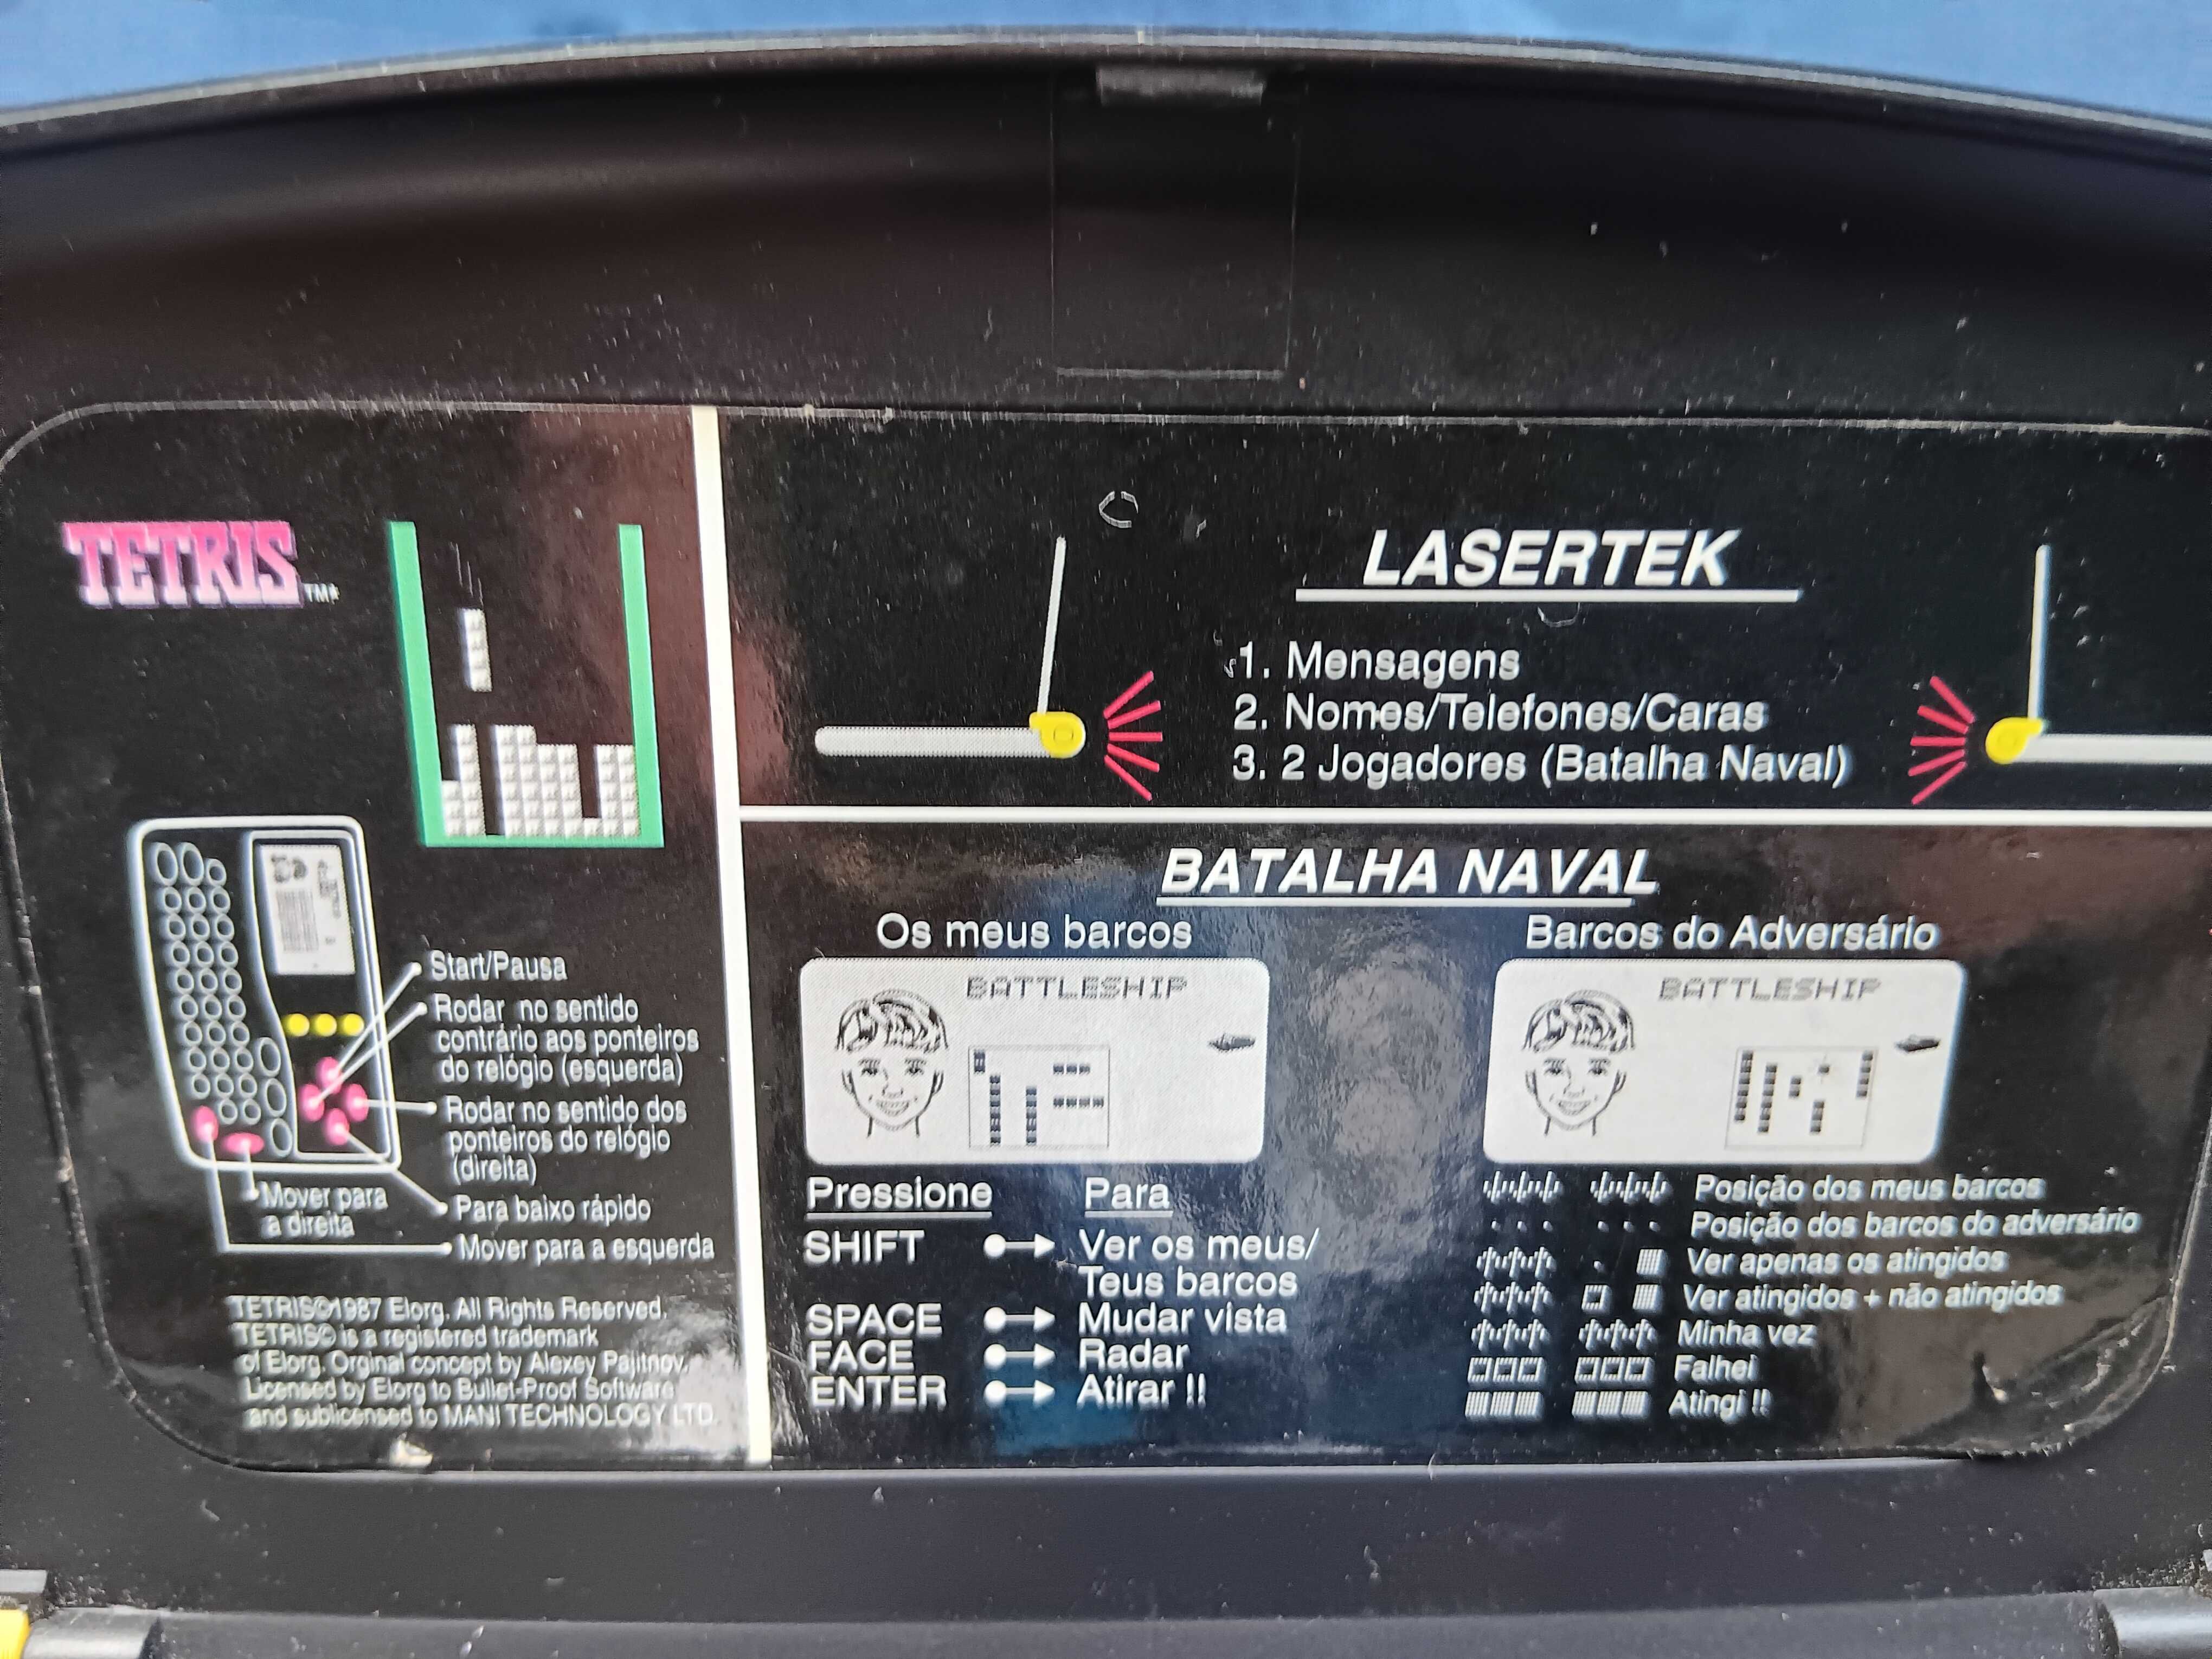 TETRIS TM*
Start/Pausa
Rodar no sentido
contrário aos ponteiros
do relógio (esquerda)
Rodar no sentido dos
ponteiros do relógio
(direita)
Mover para
a direita
Para baixo rápido
Mover para a esquerda
TETRIS©1987 Elorg. All Rights Reserved.
TETRIS© is a registered trademark
of Elorg. Orginal concept by Alexey Pajitnov.
Licensed by Elorg to Bullet-Proof Software
and sublicensed to MANI TECHNOLOGY LTD.
LASERTEK
1. Mensagens
2. Nomes/Telefones/Caras
3. 2 Jogadores (Batalha Naval)
BATALHA NAVAL
Os meus barcos
BATTLESHIP
Pressione Para
SHIFT Ver os meus/
Teus barcos
SPACE Mudar vista
FACE Radar
ENTER Atirar !!
Barcos do Adversário
BATTLESHIP
Posição dos meus barcos
Posição dos barcos do adversário
Ver apenas os atingidos
Ver atingidos + não atingidos
Minha vez
Falhei
Atingi !!